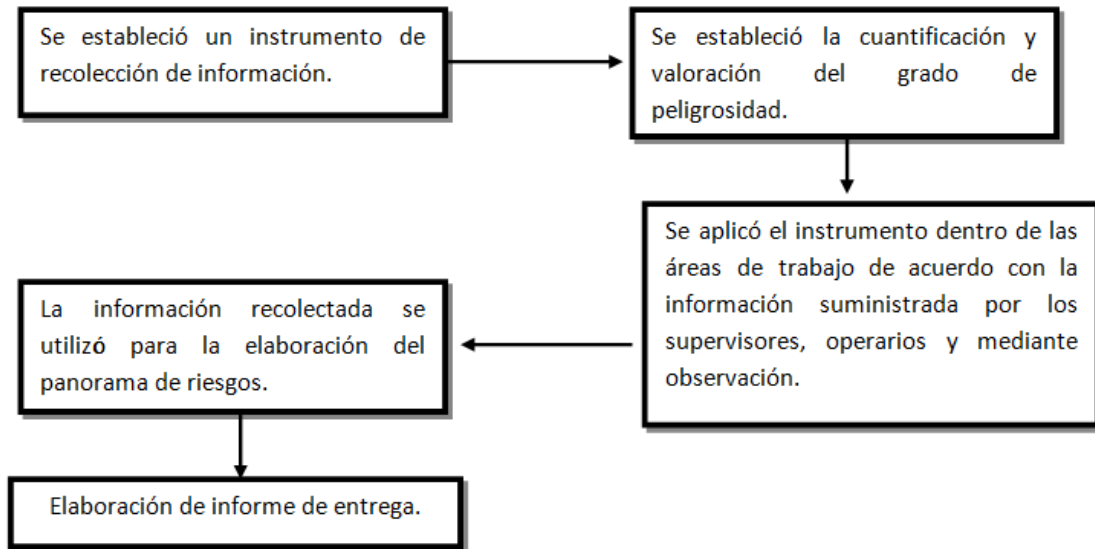 Se estableció un instrumento de
recolección de información.
Se estableció la cuantificación y
valoración del grado de
peligrosidad.
Se aplicó el instrumento dentro de las
áreas de trabajo de acuerdo con la
información suministrada por los
supervisores, operarios y mediante
observación.
La información recolectada se
utilizó para la elaboración del
panorama de riesgos.
Elaboración de informe de entrega.